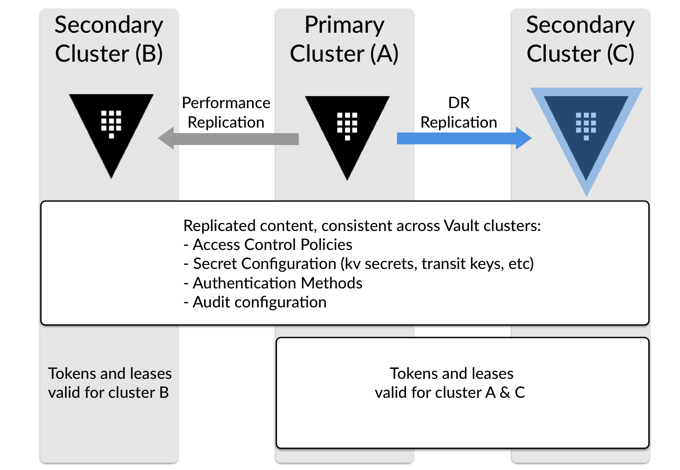 Secondary
Cluster (B)
Primary
Cluster (A)
Secondary
Cluster (C)
Performance
Replication
DR
Replication
Replicated content, consistent across Vault clusters:
- Access Control Policies
- Secret Configuration (kv secrets, transit keys, etc)
- Authentication Methods
- Audit configuration
Tokens and leases
valid for cluster B
Tokens and leases
valid for cluster A & C